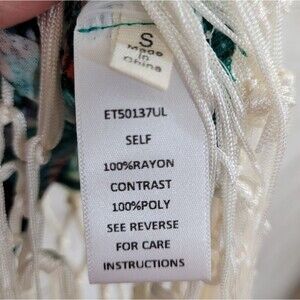 S
Made
in
China
ET50137UL
SELF
100%RAYON
CONTRAST
100%POLY
SEE REVERSE
FOR CARE
INSTRUCTIONS